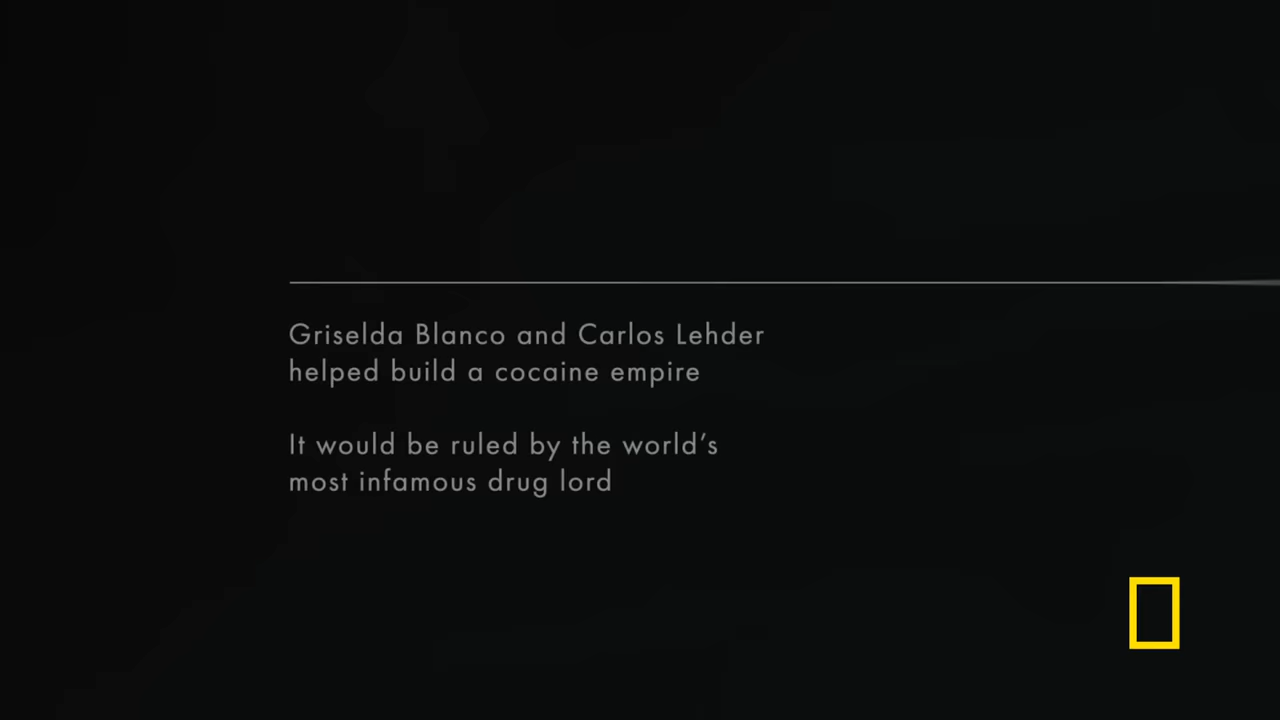 Griselda Blanco and Carlos Lehder
helped build a cocaine empire
It would be ruled by the world’s
most infamous drug lord